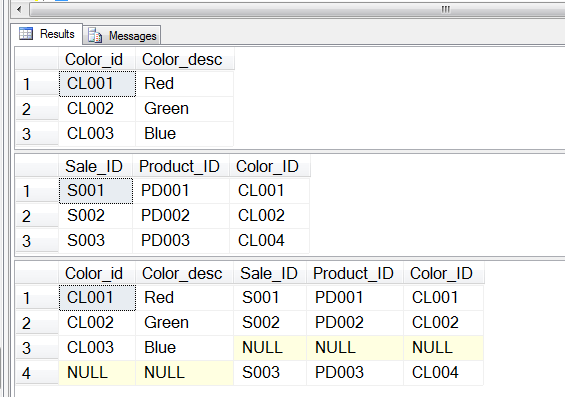 Results Messages
Color_id Color_desc
1 CL001 Red
2 CL002 Green
3 CL003 Blue
Sale_ID Product_ID Color_ID
1 S001 PD001 CL001
2 S002 PD002 CL002
3 S003 PD003 CL004
Color_id Color_desc Sale_ID Product_ID Color_ID
1 CL001 Red S001 PD001 CL001
2 CL002 Green S002 PD002 CL002
3 CL003 Blue NULL NULL NULL
4 NULL NULL S003 PD003 CL004